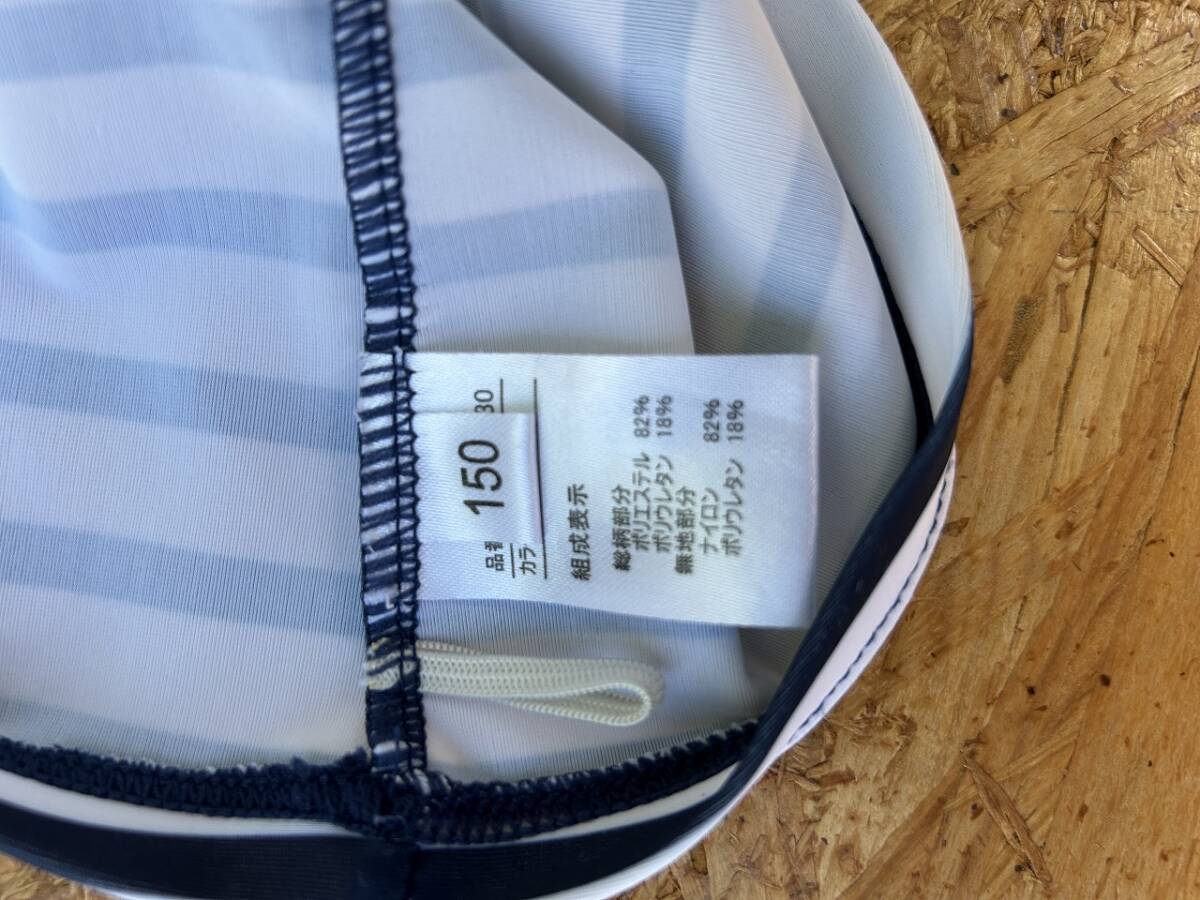 150
品番
30
カラ
組成表示
総柄部分
ポリエステル 82%
ポリウレタン 18%
無地部分
ナイロン 82%
ポリウレタン 18%